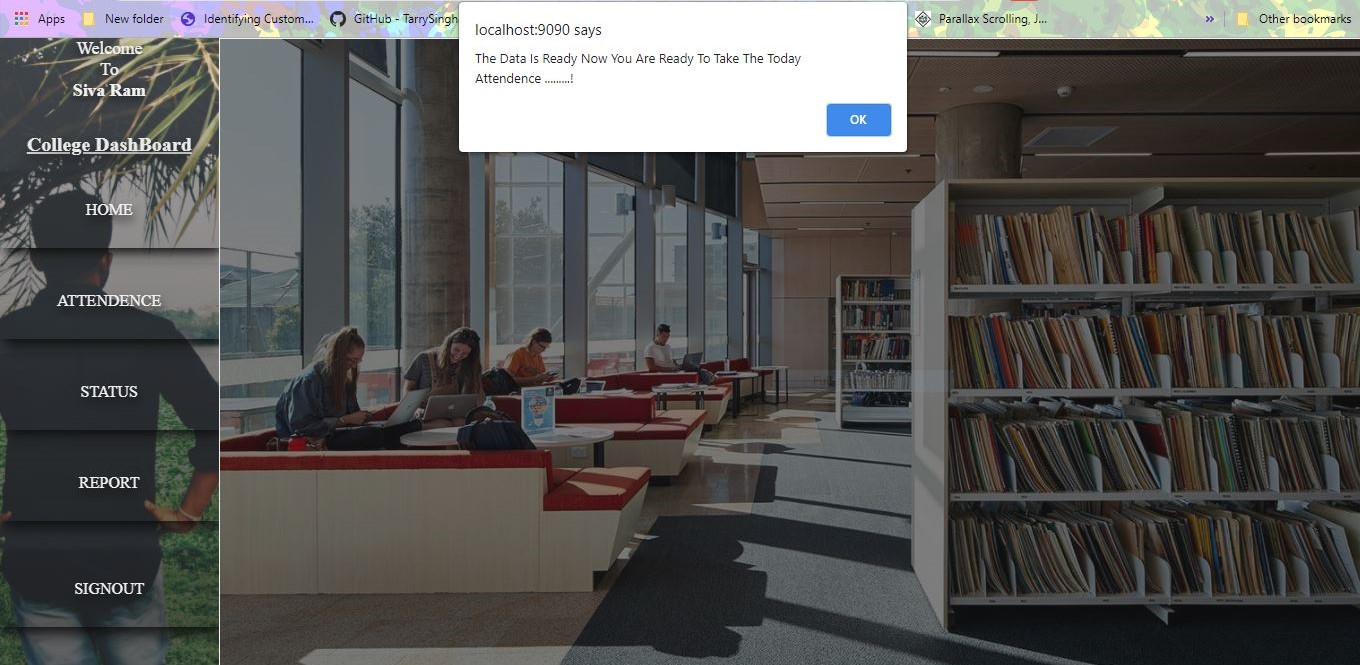 Apps
New folder
Identifying Custom...
GitHub - TarrySingh
Parallax Scrolling, J...
»
Other bookmarks
localhost:9090 says
The Data Is Ready Now You Are Ready To Take The Today
Attendence .........!
OK
Welcome
To
Siva Ram
College DashBoard
HOME
ATTENDENCE
STATUS
REPORT
SIGNOUT